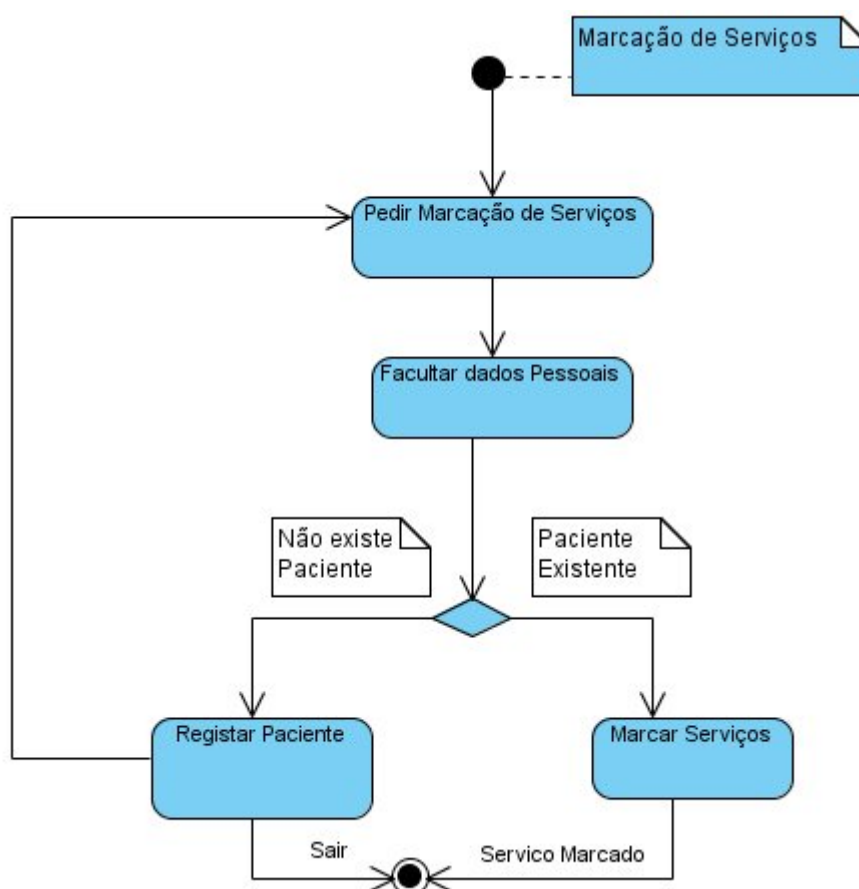 Marcação de Serviços
Pedir Marcação de Serviços
Facultar dados Pessoais
Não existe
Paciente
Paciente
Existente
Registar Paciente
Marcar Serviços
Sair
Servico Marcado